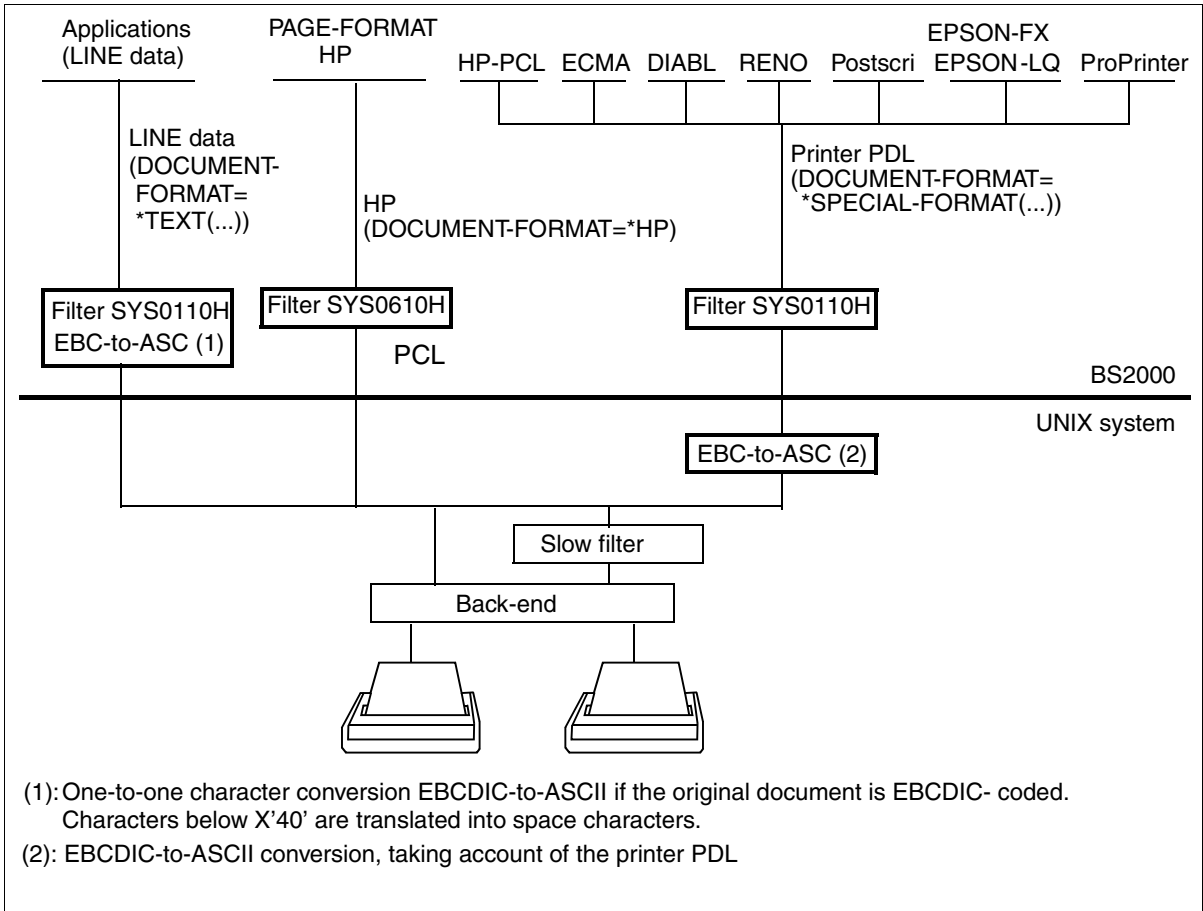 Applications
(LINE data)
PAGE-FORMAT
HP
HP-PCL
ECMA
DIABL
RENO
Postscri
EPSON-FX
EPSON-LQ
ProPrinter
LINE data
(DOCUMENT-
FORMAT=
*TEXT(...))
HP
(DOCUMENT-FORMAT=*HP)
Printer PDL
(DOCUMENT-FORMAT=
*SPECIAL-FORMAT(...))
Filter SYS0110H
EBC-to-ASC (1)
Filter SYS0610H
Filter SYS0110H
PCL
BS2000
UNIX system
EBC-to-ASC (2)
Slow filter
Back-end
(1): One-to-one character conversion EBCDIC-to-ASCII if the original document is EBCDIC- coded.
Characters below X'40' are translated into space characters.
(2): EBCDIC-to-ASCII conversion, taking account of the printer PDL